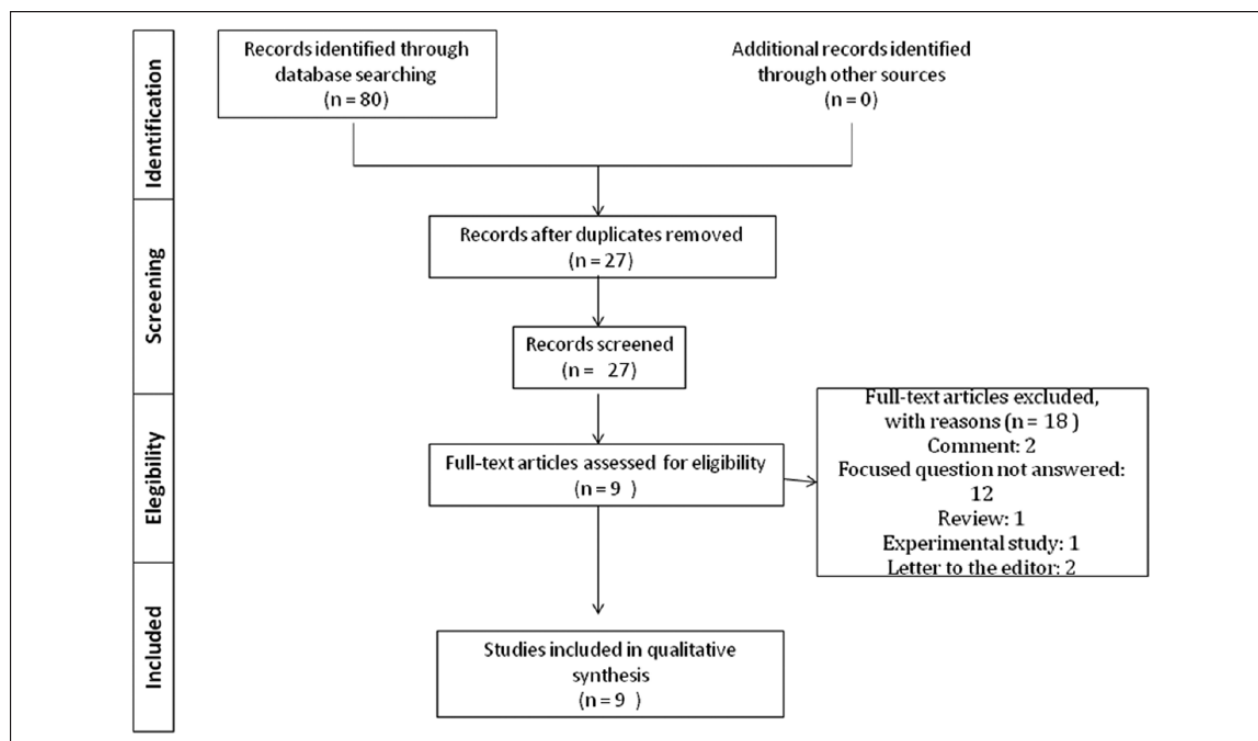 Identification
Records identified through
database searching
(n = 80)
Additional records identified
through other sources
(n = 0)
Screening
Records after duplicates removed
(n = 27)
Records screened
(n = 27)
Elegibility
Full-text articles assessed for eligibility
(n = 9 )
Full-text articles excluded,
with reasons (n = 18 )
Comment: 2
Focused question not answered:
12
Review: 1
Experimental study: 1
Letter to the editor: 2
Included
Studies included in qualitative
synthesis
(n = 9 )